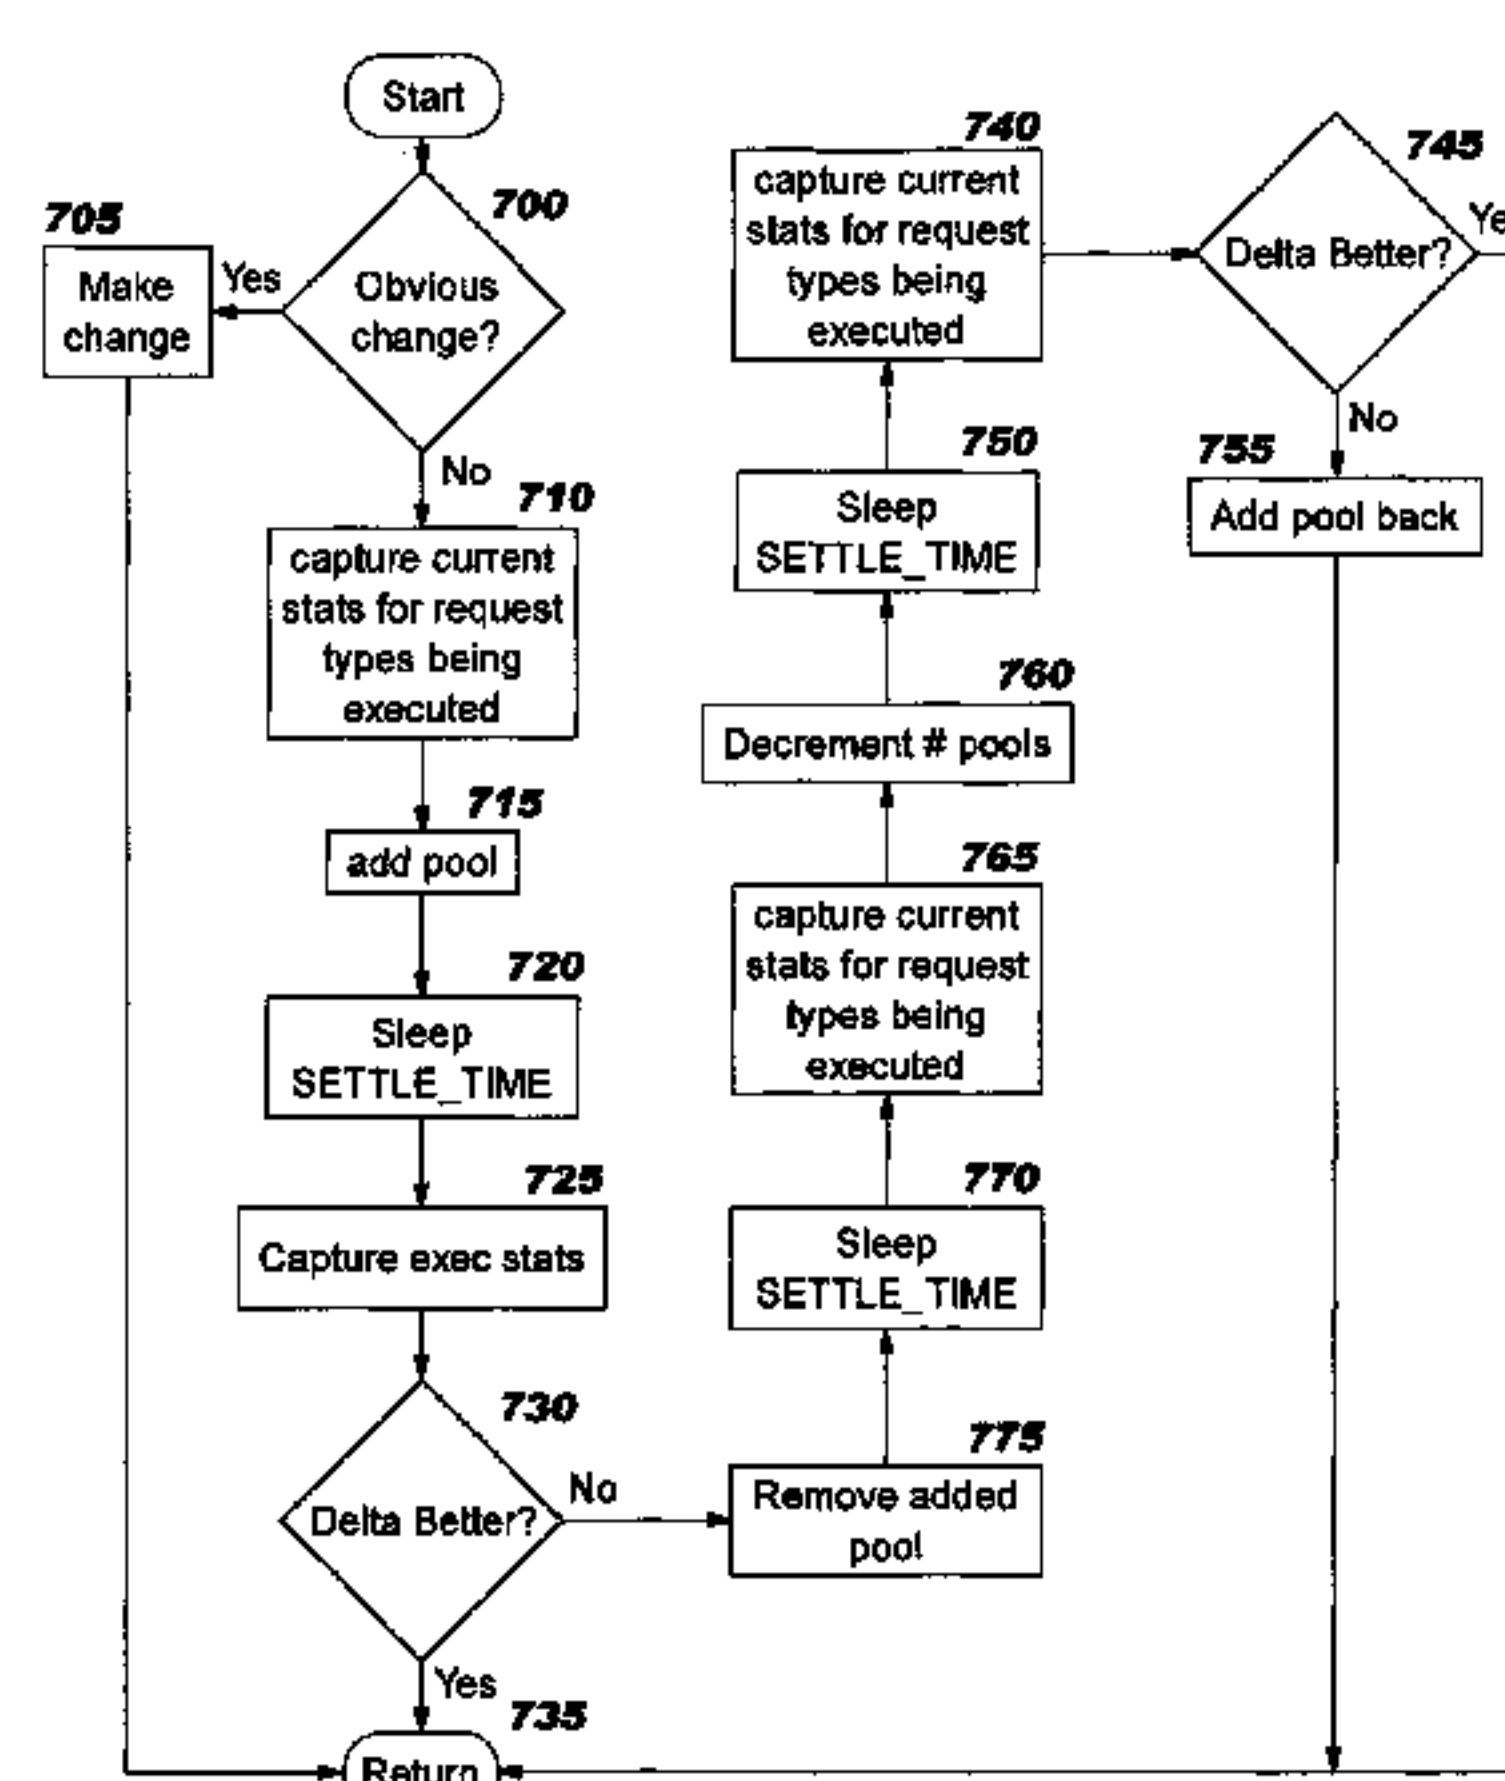 Start
700
705
Make
change
Yes
Obvious
change?
No
710
capture current
stats for request
types being
executed
715
add pool
720
Sleep
SETTLE_TIME
725
Capture exec stats
730
Delta Better?
No
Yes
735
Return
740
capture current
stats for request
types being
executed
750
Sleep
SETTLE_TIME
760
Decrement # pools
765
capture current
stats for request
types being
executed
770
Sleep
SETTLE_TIME
775
Remove added
pool
745
Delta Better?
Ye
No
755
Add pool back